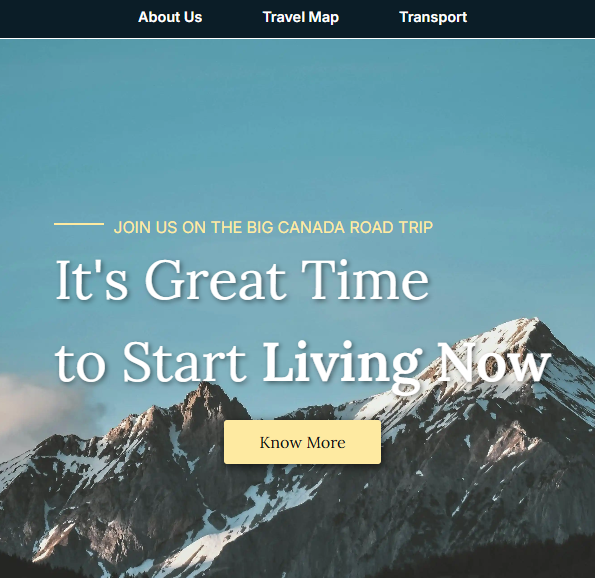 About Us Travel Map Transport
JOIN US ON THE BIG CANADA ROAD TRIP
It's Great Time
to Start Living Now
Know More